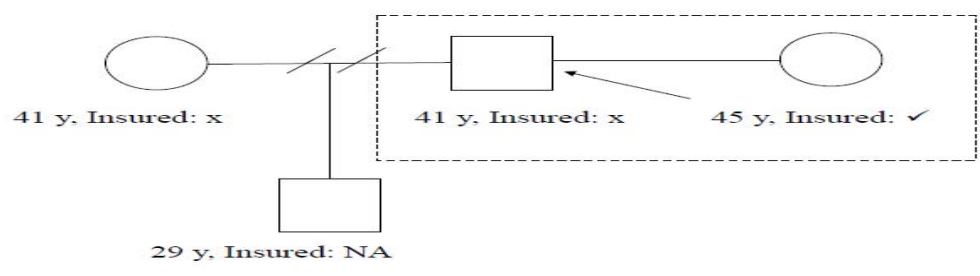 41 y, Insured: x
41 y, Insured: x
45 y, Insured: ✓
29 y, Insured: NA